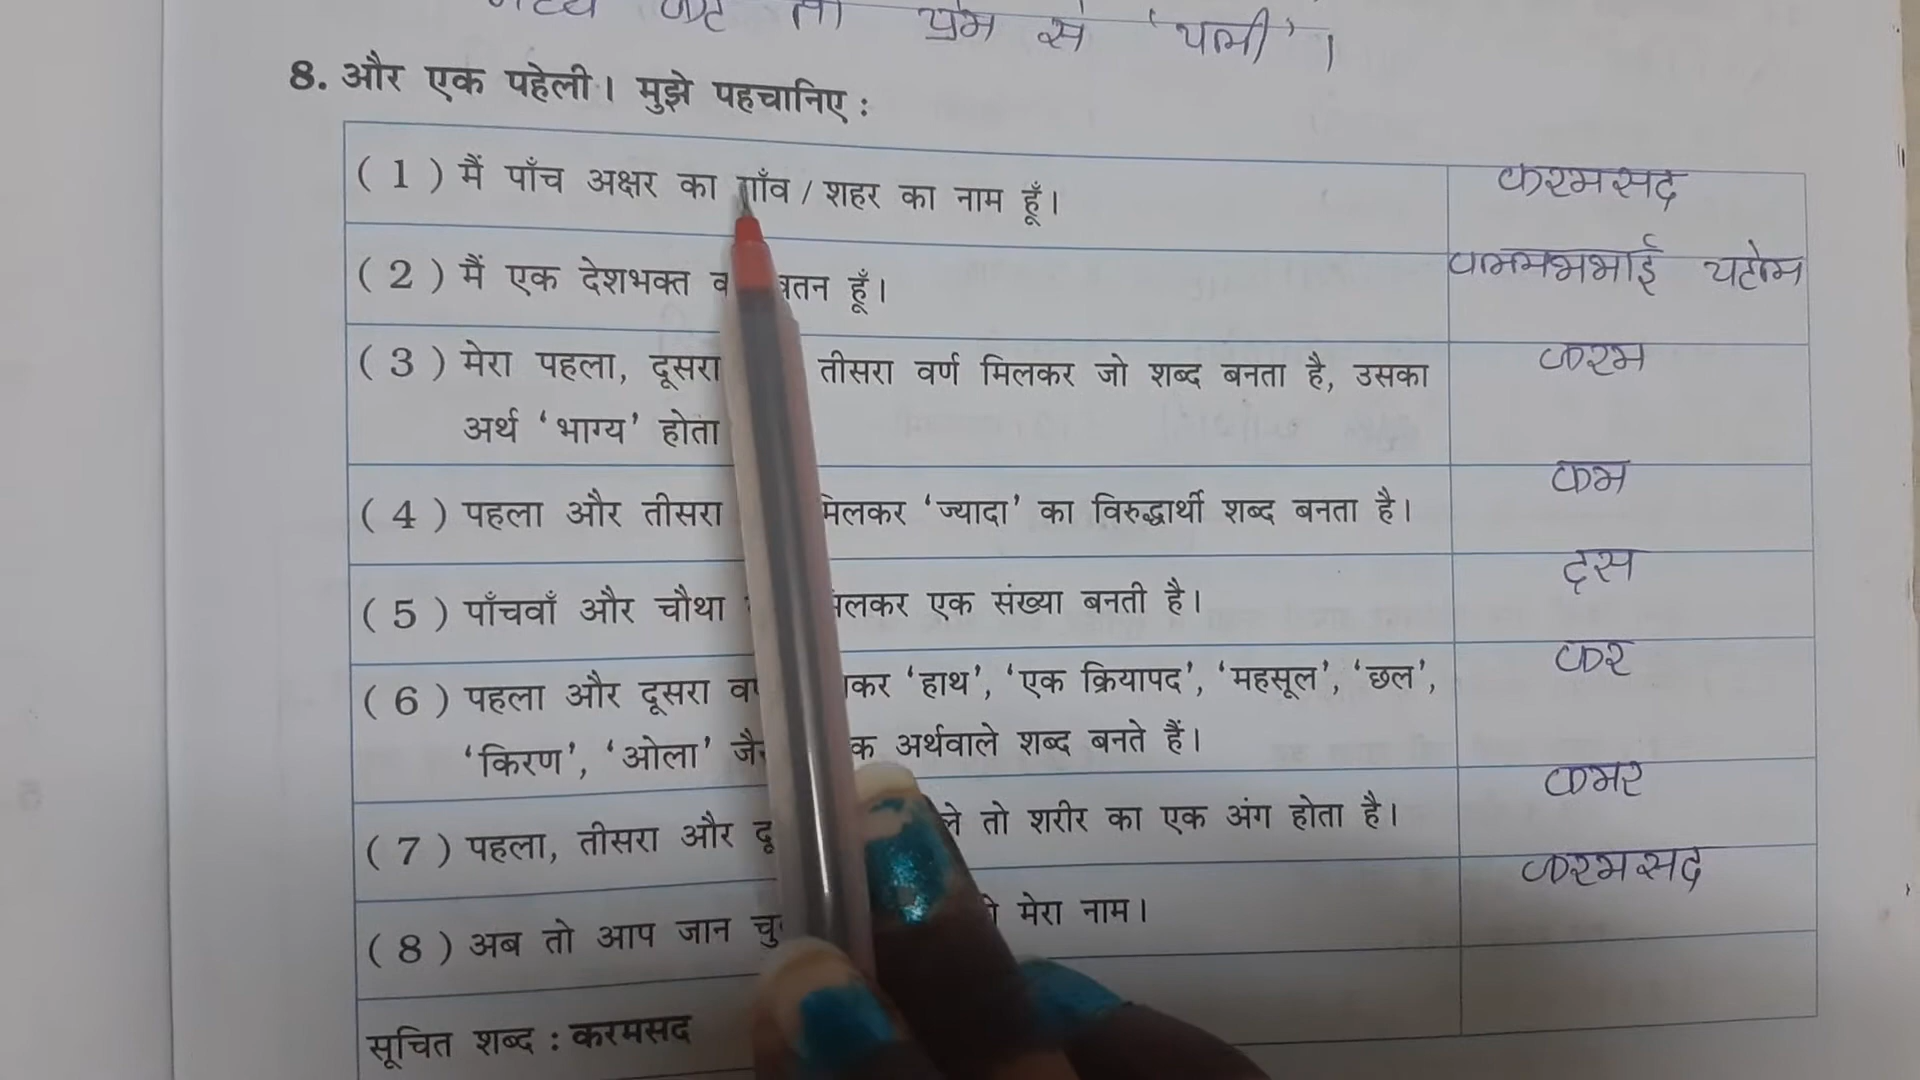 प्रेम से 'पानी' ।
8. और एक पहेली। मुझे पहचानिए :
( 1 ) मैं पाँच अक्षर का गाँव / शहर का नाम हूँ। करमसद
( 2 ) मैं एक देशभक्त वतन हूँ। वल्लभभाई पटेल
( 3 ) मेरा पहला, दूसरा तीसरा वर्ण मिलकर जो शब्द बनता है, उसका करम
अर्थ 'भाग्य' होता
( 4 ) पहला और तीसरा मिलकर 'ज्यादा' का विरुद्धार्थी शब्द बनता है। कम
( 5 ) पाँचवाँ और चौथा मिलकर एक संख्या बनती है। दस
( 6 ) पहला और दूसरा 'हाथ', 'एक क्रियापद', 'महसूल', 'छल', कर
'किरण', 'ओला' अर्थवाले शब्द बनते हैं।
( 7 ) पहला, तीसरा और तो शरीर का एक अंग होता है। कमर
( 8 ) अब तो आप जान मेरा नाम। करमसद
सूचित शब्द : करमसद